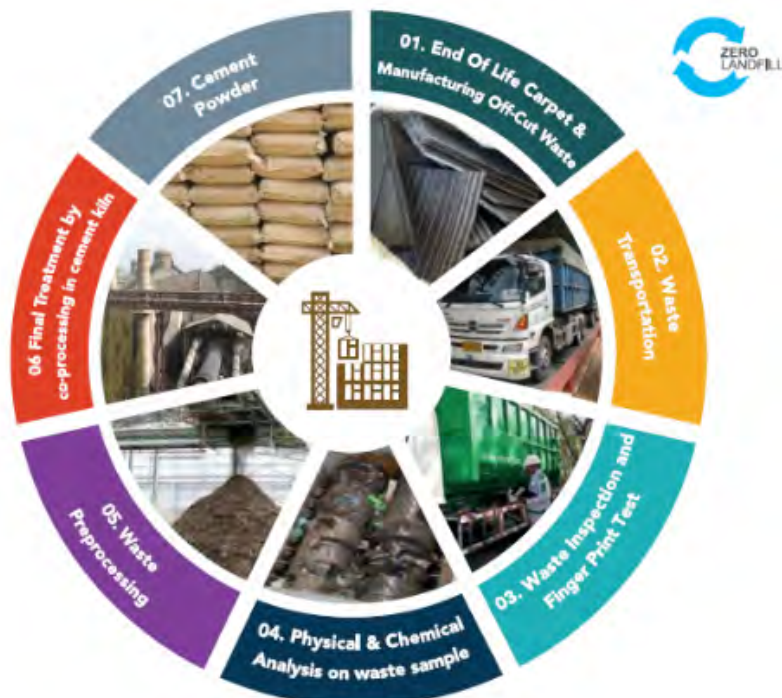 ZERO
LANDFILL
01. End Of Life Carpet &
Manufacturing Off-Cut Waste
02. Waste
Transportation
03. Waste Inspection and
Finger Print Test
04. Physical & Chemical
Analysis on waste sample
05. Waste
Preprocessing
06 Final Treatment by
co-processing in cement kiln
07. Cement
Powder